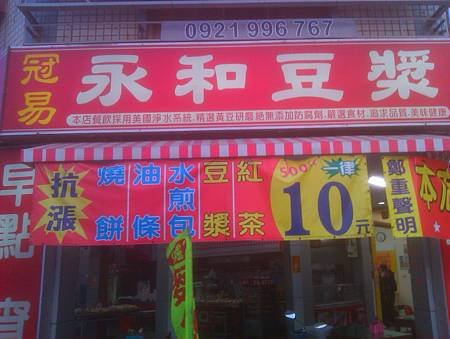 0921 996 767
冠易
永和豆漿
本店餐飲採用美國淨水系統.精選黃豆研磨絕無添加防腐劑.嚴選食材.追求品質.美味健康
抗漲
燒餅
油條
水煎包
豆漿
紅茶
500cc
一律
10元
鄭重聲明
本店
早點